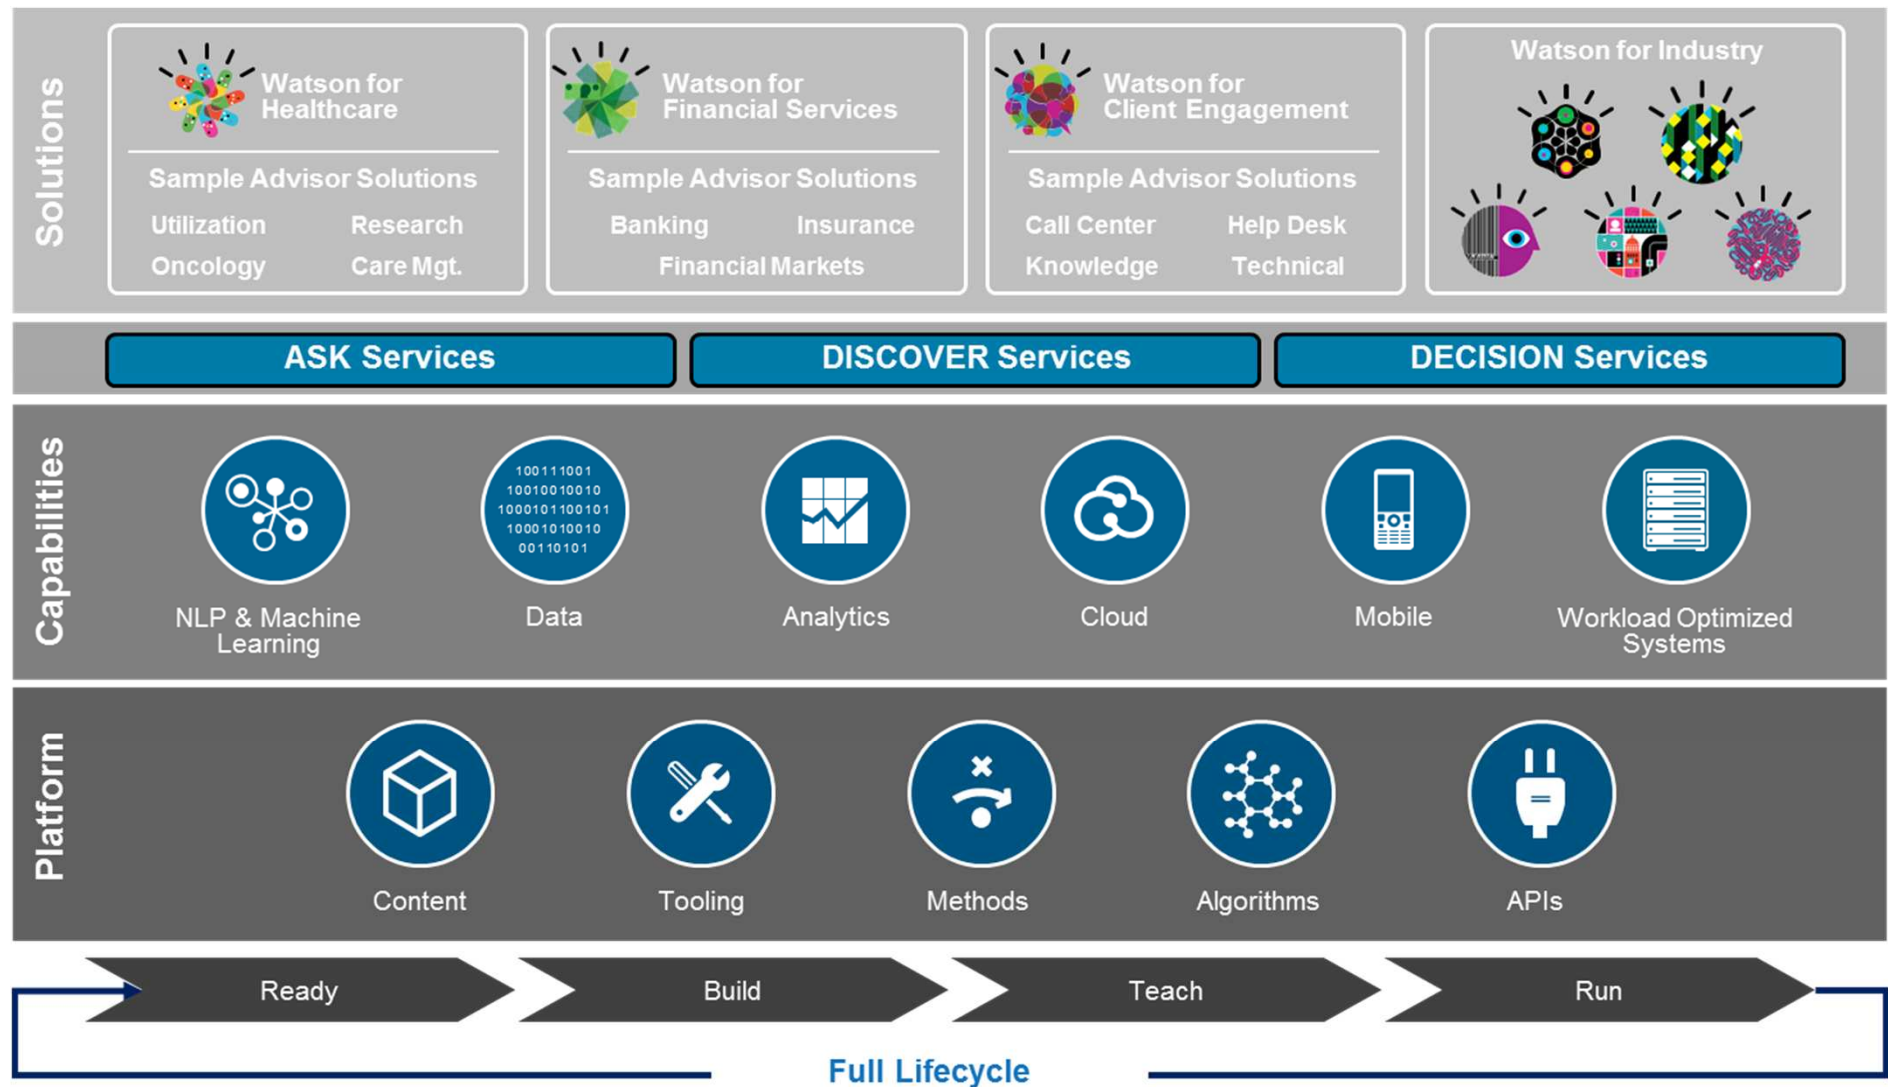 Solutions
Watson for
Healthcare
Sample Advisor Solutions
Utilization Research
Oncology Care Mgt.
Watson for
Financial Services
Sample Advisor Solutions
Banking Insurance
Financial Markets
Watson for
Client Engagement
Sample Advisor Solutions
Call Center Help Desk
Knowledge Technical
Watson for Industry
ASK Services
DISCOVER Services
DECISION Services
Capabilities
100111001
10010010010
1000101100101
10001010010
00110101
NLP & Machine
Learning
Data
Analytics
Cloud
Mobile
Workload Optimized
Systems
Platform
Content
Tooling
Methods
Algorithms
APIs
Ready
Build
Teach
Run
Full Lifecycle